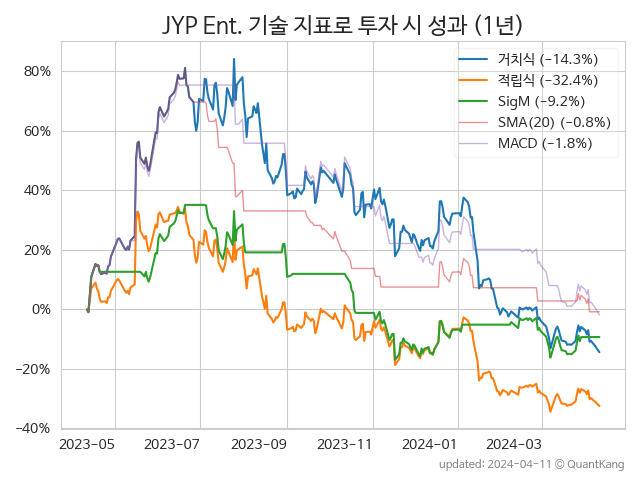 JYP Ent. 기술 지표로 투자 시 성과 (1년)
거치식 (−14.3%)
적립식 (−32.4%)
SigM (−9.2%)
SMA(20) (−0.8%)
MACD (−1.8%)
80%
60%
40%
20%
0%
−20%
−40%
2023-05
2023-07
2023-09
2023-11
2024-01
2024-03
updated: 2024-04-11 © QuantKang